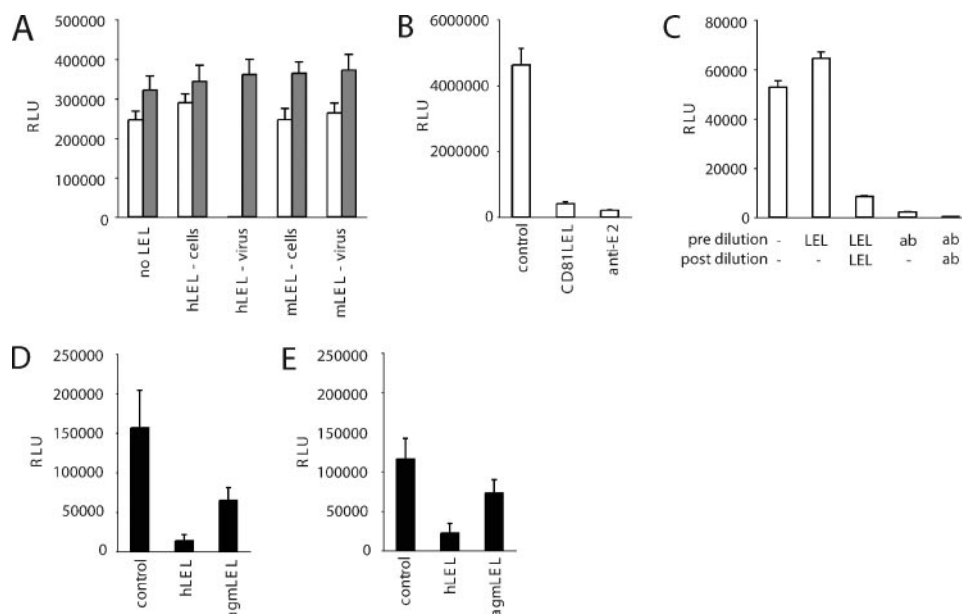 A
500000
400000
300000
200000
100000
0
RLU
no LEL
hLEL - cells
hLEL - virus
mLEL - cells
mLEL - virus
B
6000000
4000000
2000000
0
RLU
control
CD81LEL
anti-E2
C
80000
60000
40000
20000
0
RLU
pre dilution - LEL LEL ab ab
post dilution - - LEL - ab
D
250000
200000
150000
100000
50000
0
RLU
control
hLEL
agmLEL
E
250000
200000
150000
100000
50000
0
RLU
control
hLEL
agmLEL